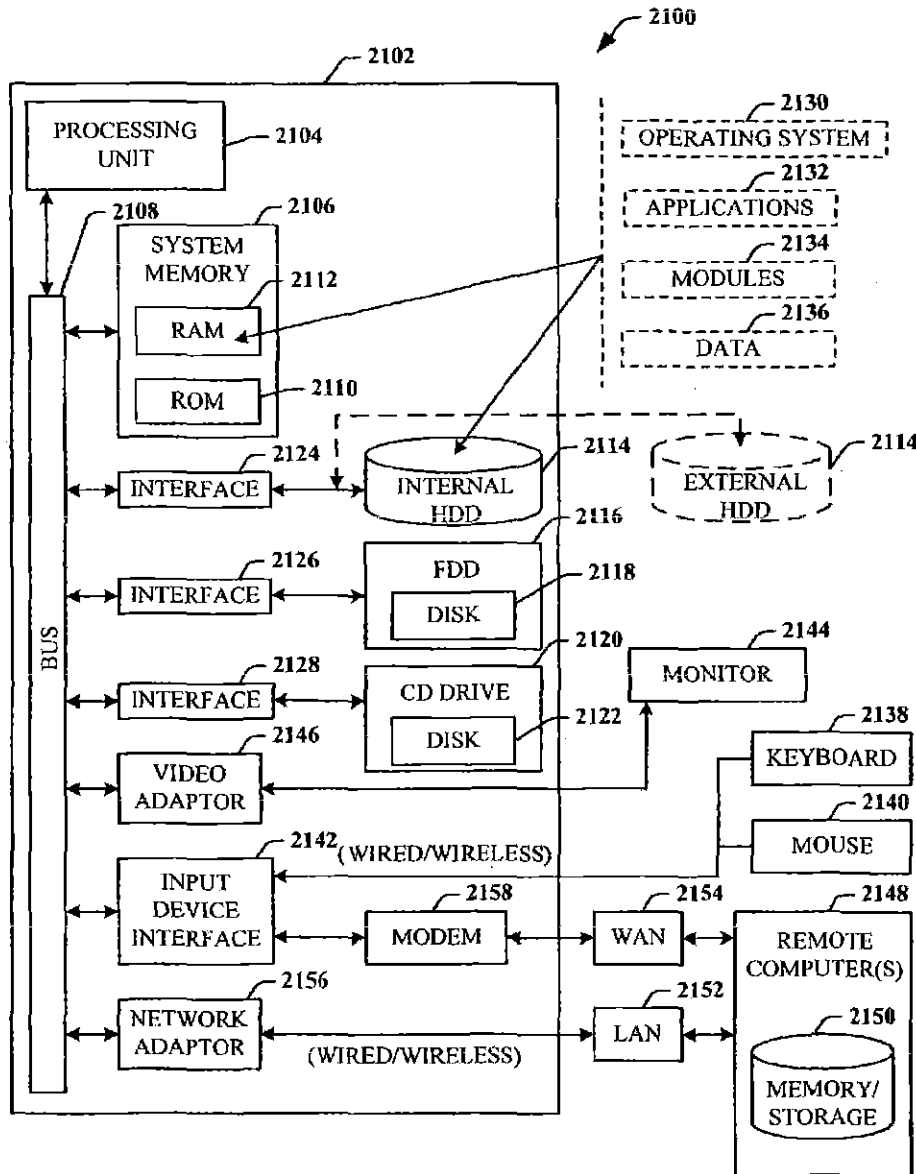 2100
2102
PROCESSING
UNIT
2104
2108
2106
SYSTEM
MEMORY
2112
RAM
2110
ROM
2130
OPERATING SYSTEM
2132
APPLICATIONS
2134
MODULES
2136
DATA
2124
INTERFACE
INTERNAL
HDD
2114
EXTERNAL
HDD
2114
2126
INTERFACE
2116
FDD
2118
DISK
BUS
2128
INTERFACE
2120
CD DRIVE
2122
DISK
2144
MONITOR
2146
VIDEO
ADAPTOR
2138
KEYBOARD
2140
MOUSE
2142
INPUT
DEVICE
INTERFACE
(WIRED/WIRELESS)
2158
MODEM
2154
WAN
2148
REMOTE
COMPUTER(S)
2156
NETWORK
ADAPTOR
(WIRED/WIRELESS)
2152
LAN
2150
MEMORY/
STORAGE